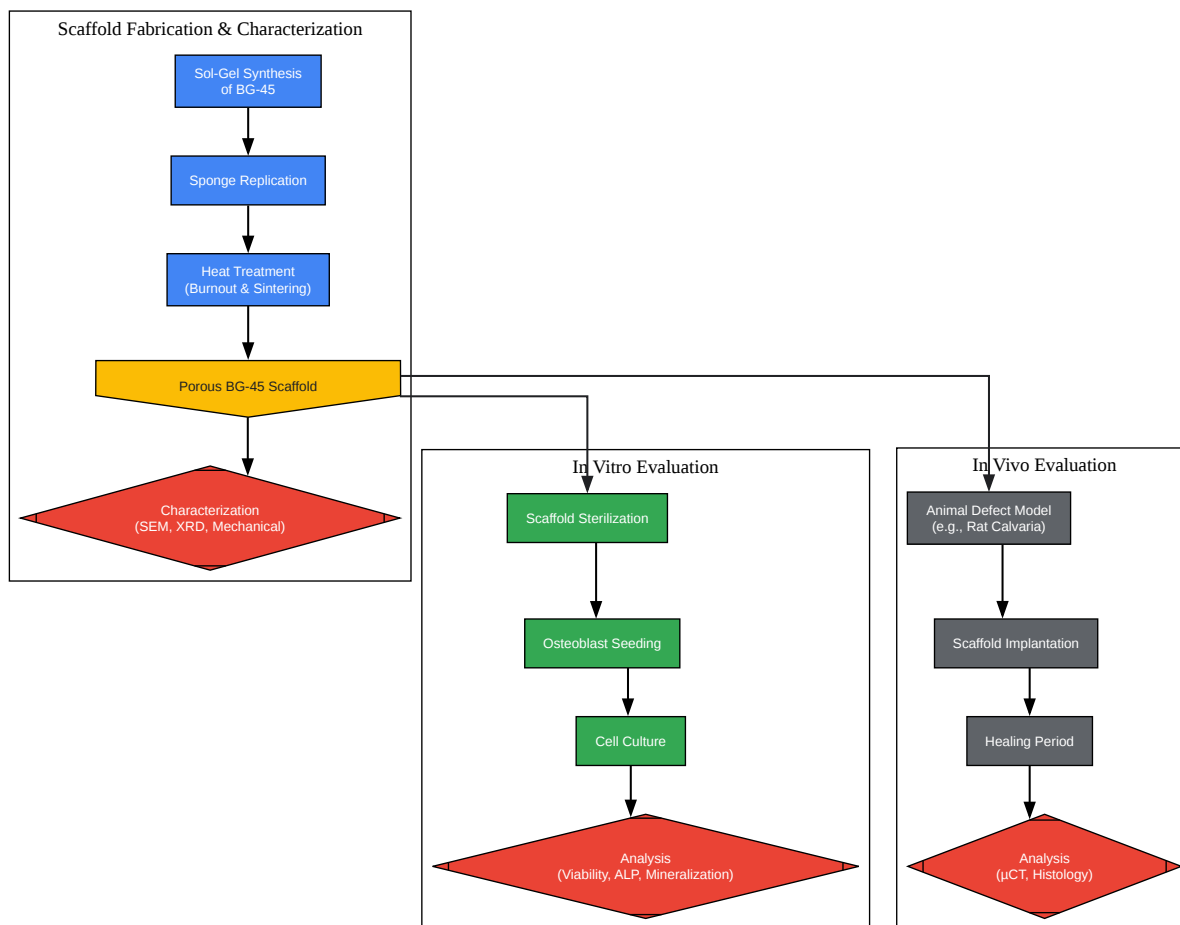 Scaffold Fabrication & Characterization
Sol-Gel Synthesis
of BG-45
Sponge Replication
Heat Treatment
(Burnout & Sintering)
Porous BG-45 Scaffold
Characterization
(SEM, XRD, Mechanical)
In Vitro Evaluation
Scaffold Sterilization
Osteoblast Seeding
Cell Culture
Analysis
(Viability, ALP, Mineralization)
In Vivo Evaluation
Animal Defect Model
(e.g., Rat Calvaria)
Scaffold Implantation
Healing Period
Analysis
(µCT, Histology)